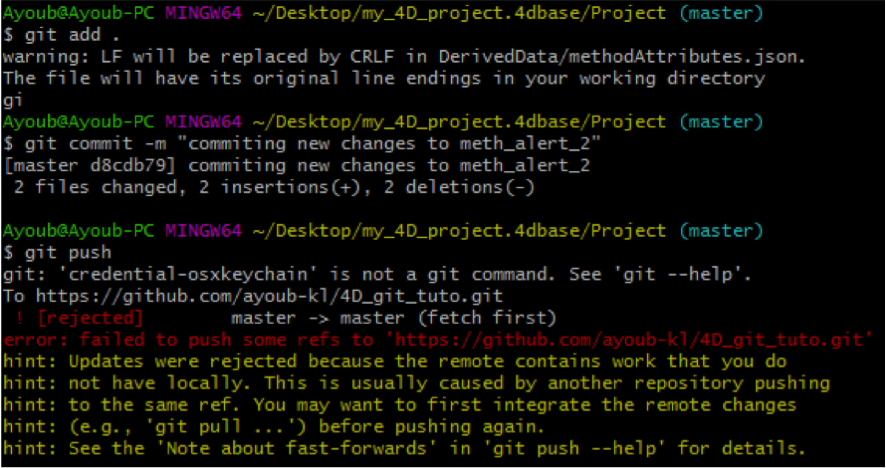 Ayoub@Ayoub-PC MINGW64 ~/Desktop/my_4D_project.4dbase/Project (master)
$ git add .
warning: LF will be replaced by CRLF in DerivedData/methodAttributes.json.
The file will have its original line endings in your working directory
gi
Ayoub@Ayoub-PC MINGW64 ~/Desktop/my_4D_project.4dbase/Project (master)
$ git commit -m "commiting new changes to meth_alert_2"
[master d8cdb79] commiting new changes to meth_alert_2
 2 files changed, 2 insertions(+), 2 deletions(-)

Ayoub@Ayoub-PC MINGW64 ~/Desktop/my_4D_project.4dbase/Project (master)
$ git push
git: 'credential-osxkeychain' is not a git command. See 'git --help'.
To https://github.com/ayoub-kl/4D_git_tuto.git
 ! [rejected]        master -> master (fetch first)
error: failed to push some refs to 'https://github.com/ayoub-kl/4D_git_tuto.git'
hint: Updates were rejected because the remote contains work that you do
hint: not have locally. This is usually caused by another repository pushing
hint: to the same ref. You may want to first integrate the remote changes
hint: (e.g., 'git pull ...') before pushing again.
hint: See the 'Note about fast-forwards' in 'git push --help' for details.